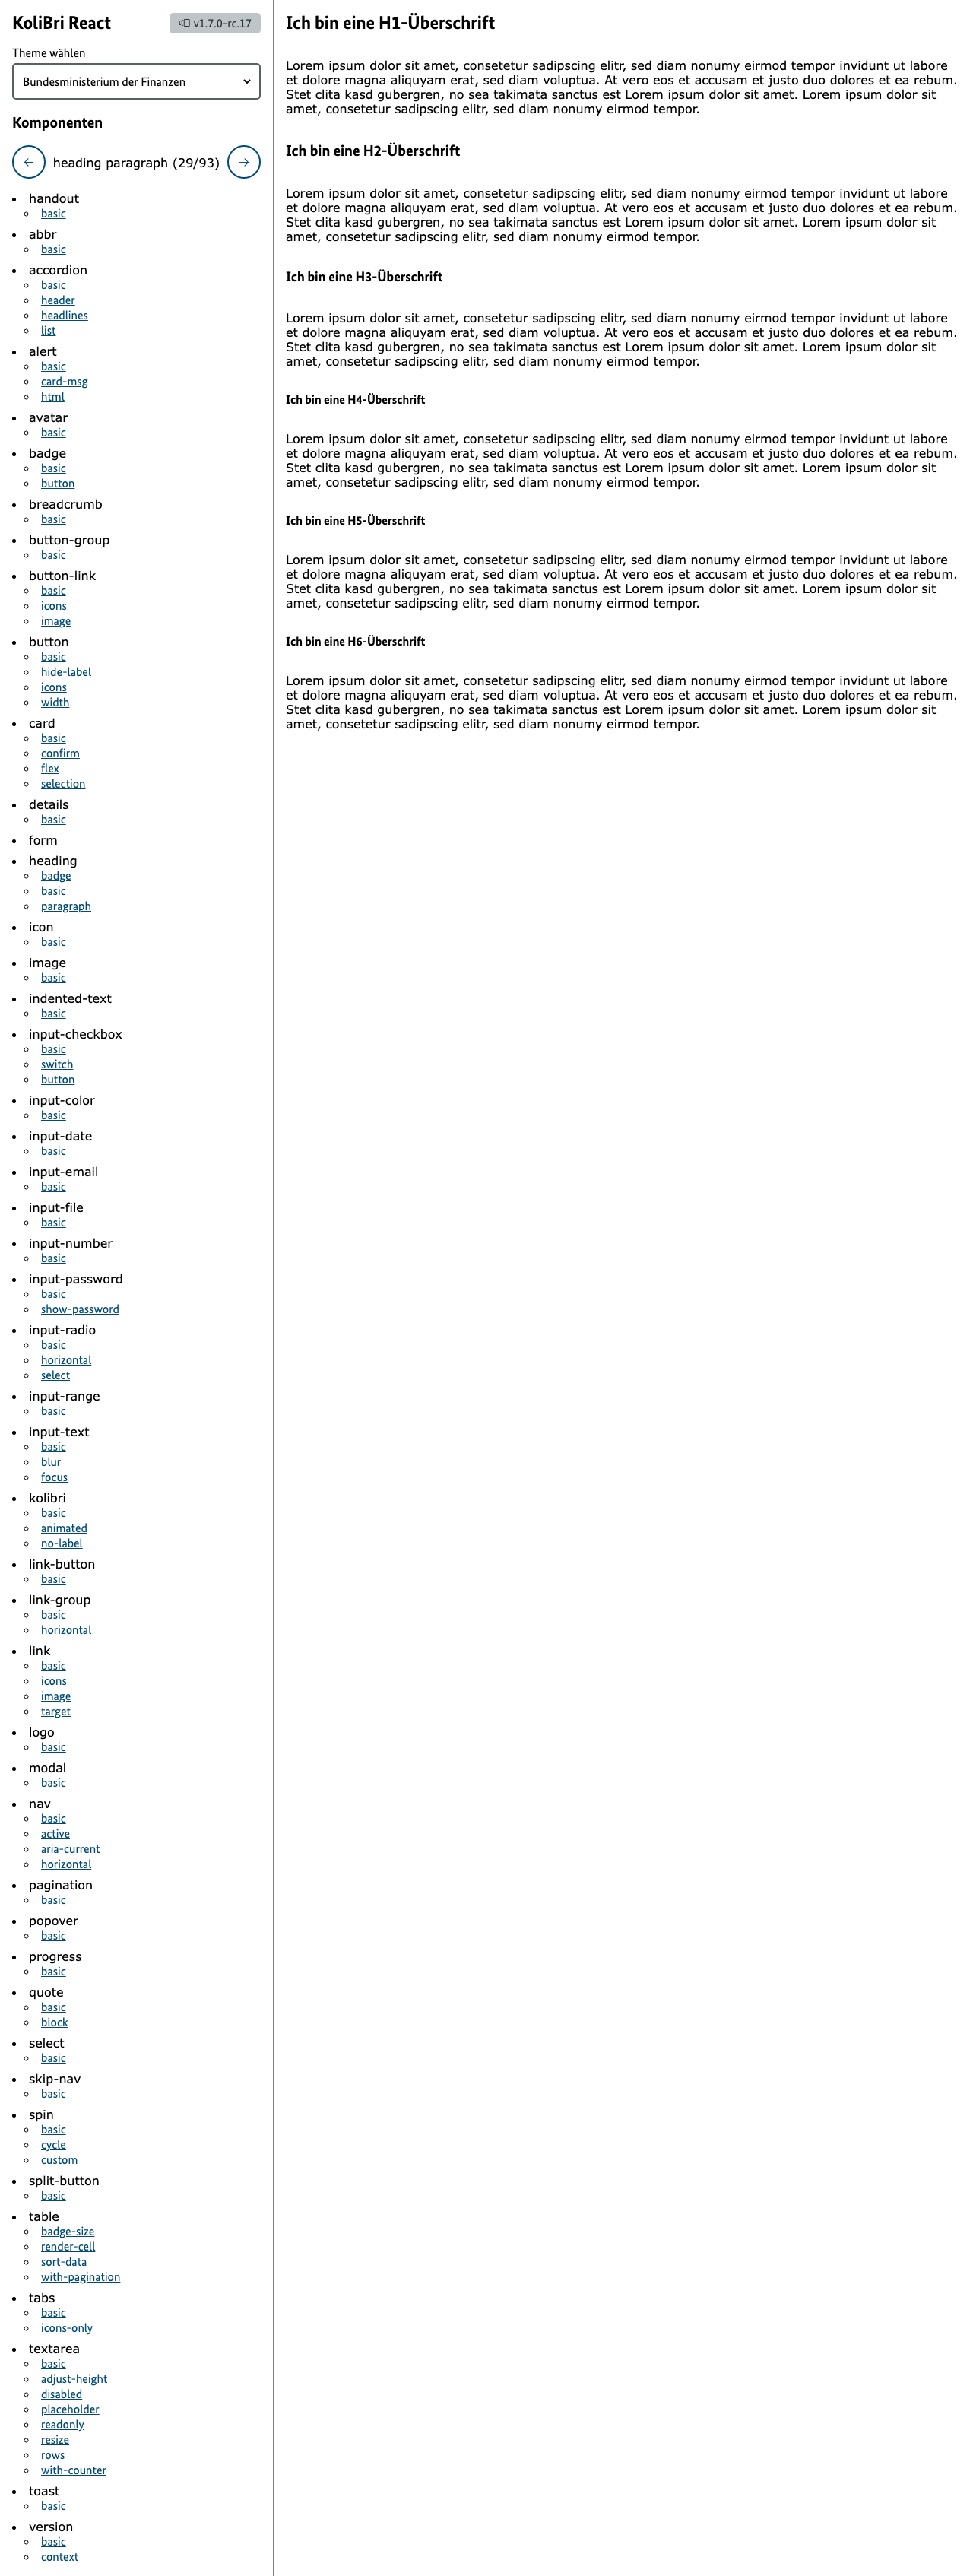 KoliBri React
v1.7.0-rc.17
Theme wählen
Bundesministerium der Finanzen
Komponenten
heading paragraph (29/93)
handout
basic
abbr
basic
accordion
basic
header
headlines
list
alert
basic
card-msg
html
avatar
basic
badge
basic
button
breadcrumb
basic
button-group
basic
button-link
basic
icons
image
button
basic
hide-label
icons
width
card
basic
confirm
flex
selection
details
basic
form
heading
badge
basic
paragraph
icon
basic
image
basic
indented-text
basic
input-checkbox
basic
switch
button
input-color
basic
input-date
basic
input-email
basic
input-file
basic
input-number
basic
input-password
basic
show-password
input-radio
basic
horizontal
select
input-range
basic
input-text
basic
blur
focus
kolibri
basic
animated
no-label
link-button
basic
link-group
basic
horizontal
link
basic
icons
image
target
logo
basic
modal
basic
nav
basic
active
aria-current
horizontal
pagination
basic
popover
basic
progress
basic
quote
basic
block
select
basic
skip-nav
basic
spin
basic
cycle
custom
split-button
basic
table
badge-size
render-cell
sort-data
with-pagination
tabs
basic
icons-only
textarea
basic
adjust-height
disabled
placeholder
readonly
resize
rows
with-counter
toast
basic
version
basic
context
Ich bin eine H1-Überschrift
Lorem ipsum dolor sit amet, consetetur sadipscing elitr, sed diam nonumy eirmod tempor invidunt ut labore
et dolore magna aliquyam erat, sed diam voluptua. At vero eos et accusam et justo duo dolores et ea rebum.
Stet clita kasd gubergren, no sea takimata sanctus est Lorem ipsum dolor sit amet. Lorem ipsum dolor sit
amet, consetetur sadipscing elitr, sed diam nonumy eirmod tempor.
Ich bin eine H2-Überschrift
Lorem ipsum dolor sit amet, consetetur sadipscing elitr, sed diam nonumy eirmod tempor invidunt ut labore
et dolore magna aliquyam erat, sed diam voluptua. At vero eos et accusam et justo duo dolores et ea rebum.
Stet clita kasd gubergren, no sea takimata sanctus est Lorem ipsum dolor sit amet. Lorem ipsum dolor sit
amet, consetetur sadipscing elitr, sed diam nonumy eirmod tempor.
Ich bin eine H3-Überschrift
Lorem ipsum dolor sit amet, consetetur sadipscing elitr, sed diam nonumy eirmod tempor invidunt ut labore
et dolore magna aliquyam erat, sed diam voluptua. At vero eos et accusam et justo duo dolores et ea rebum.
Stet clita kasd gubergren, no sea takimata sanctus est Lorem ipsum dolor sit amet. Lorem ipsum dolor sit
amet, consetetur sadipscing elitr, sed diam nonumy eirmod tempor.
Ich bin eine H4-Überschrift
Lorem ipsum dolor sit amet, consetetur sadipscing elitr, sed diam nonumy eirmod tempor invidunt ut labore
et dolore magna aliquyam erat, sed diam voluptua. At vero eos et accusam et justo duo dolores et ea rebum.
Stet clita kasd gubergren, no sea takimata sanctus est Lorem ipsum dolor sit amet. Lorem ipsum dolor sit
amet, consetetur sadipscing elitr, sed diam nonumy eirmod tempor.
Ich bin eine H5-Überschrift
Lorem ipsum dolor sit amet, consetetur sadipscing elitr, sed diam nonumy eirmod tempor invidunt ut labore
et dolore magna aliquyam erat, sed diam voluptua. At vero eos et accusam et justo duo dolores et ea rebum.
Stet clita kasd gubergren, no sea takimata sanctus est Lorem ipsum dolor sit amet. Lorem ipsum dolor sit
amet, consetetur sadipscing elitr, sed diam nonumy eirmod tempor.
Ich bin eine H6-Überschrift
Lorem ipsum dolor sit amet, consetetur sadipscing elitr, sed diam nonumy eirmod tempor invidunt ut labore
et dolore magna aliquyam erat, sed diam voluptua. At vero eos et accusam et justo duo dolores et ea rebum.
Stet clita kasd gubergren, no sea takimata sanctus est Lorem ipsum dolor sit amet. Lorem ipsum dolor sit
amet, consetetur sadipscing elitr, sed diam nonumy eirmod tempor.